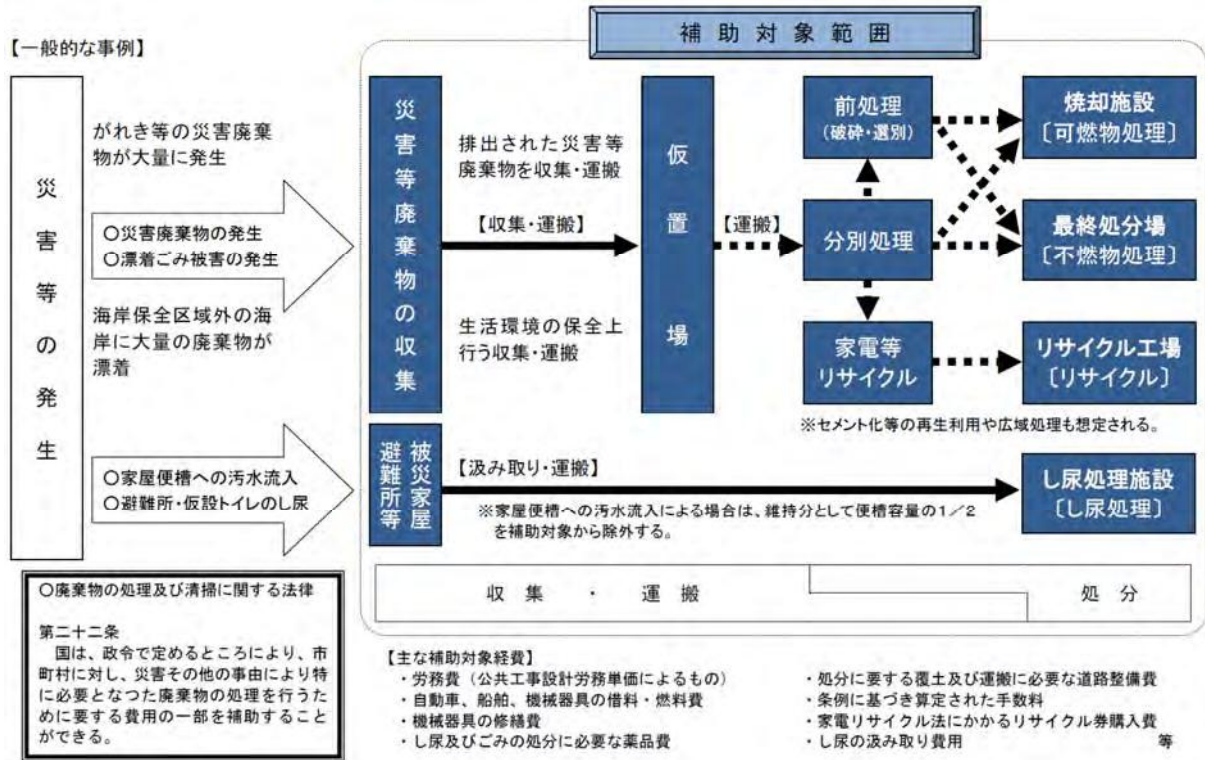 補助対象範囲
【一般的な事例】
災害等の発生
がれき等の災害廃棄
物が大量に発生
○災害廃棄物の発生
○漂着ごみ被害の発生
海岸保全区域外の海
岸に大量の廃棄物が
漂着
○家屋便槽への汚水流入
○避難所・仮設トイレのし尿
災害等廃棄物の収集
排出された災害等
廃棄物を収集・運搬
【収集・運搬】
生活環境の保全上
行う収集・運搬
仮置場
【運搬】
前処理
(破砕・選別)
分別処理
家電等
リサイクル
焼却施設
〔可燃物処理〕
最終処分場
〔不燃物処理〕
リサイクル工場
〔リサイクル〕
※セメント化等の再生利用や広域処理も想定される。
被災家屋
避難所等
【汲み取り・運搬】
※家屋便槽への汚水流入による場合は、維持分として便槽容量の1/2
を補助対象から除外する。
し尿処理施設
〔し尿処理〕
収集・運搬
処分
○廃棄物の処理及び清掃に関する法律
第二十二条
国は、政令で定めるところにより、市
町村に対し、災害その他の事由により特
に必要となつた廃棄物の処理を行うた
めに要する費用の一部を補助すること
ができる。
【主な補助対象経費】
・労務費（公共工事設計労務単価によるもの）
・自動車、船舶、機械器具の借料・燃料費
・機械器具の修繕費
・し尿及びごみの処分に必要な薬品費
・処分に要する覆土及び運搬に必要な道路整備費
・条例に基づき算定された手数料
・家電リサイクル法にかかるリサイクル券購入費
・し尿の汲み取り費用 等